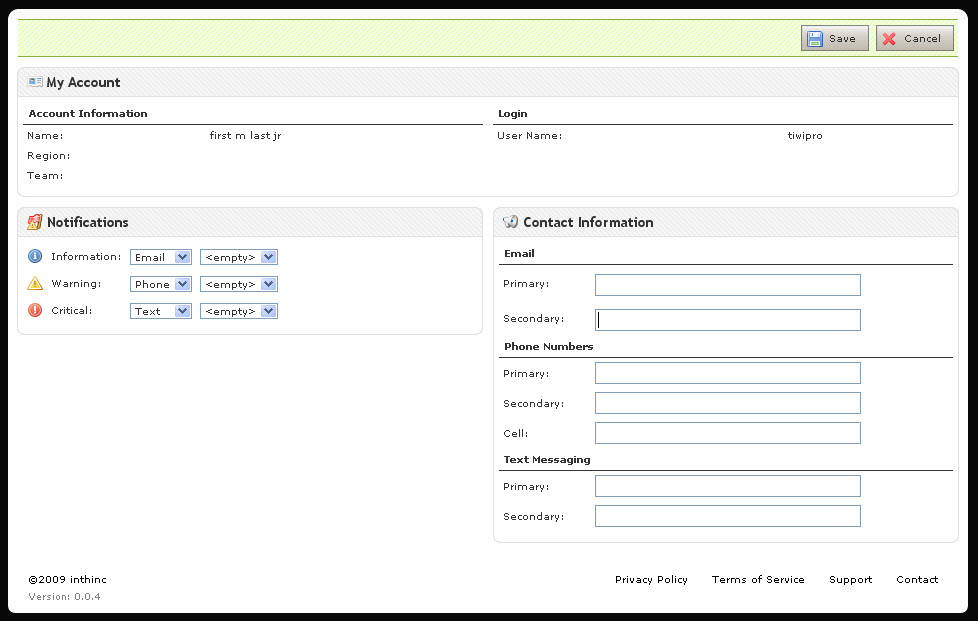 Save Cancel
My Account
Account Information
Name: first m last jr
Region:
Team:
Login
User Name: tiwipro
Notifications
Information: Email <empty>
Warning: Phone <empty>
Critical: Text <empty>
Contact Information
Email
Primary:
Secondary:
Phone Numbers
Primary:
Secondary:
Cell:
Text Messaging
Primary:
Secondary:
©2009 inthinc
Version: 0.0.4
Privacy Policy Terms of Service Support Contact